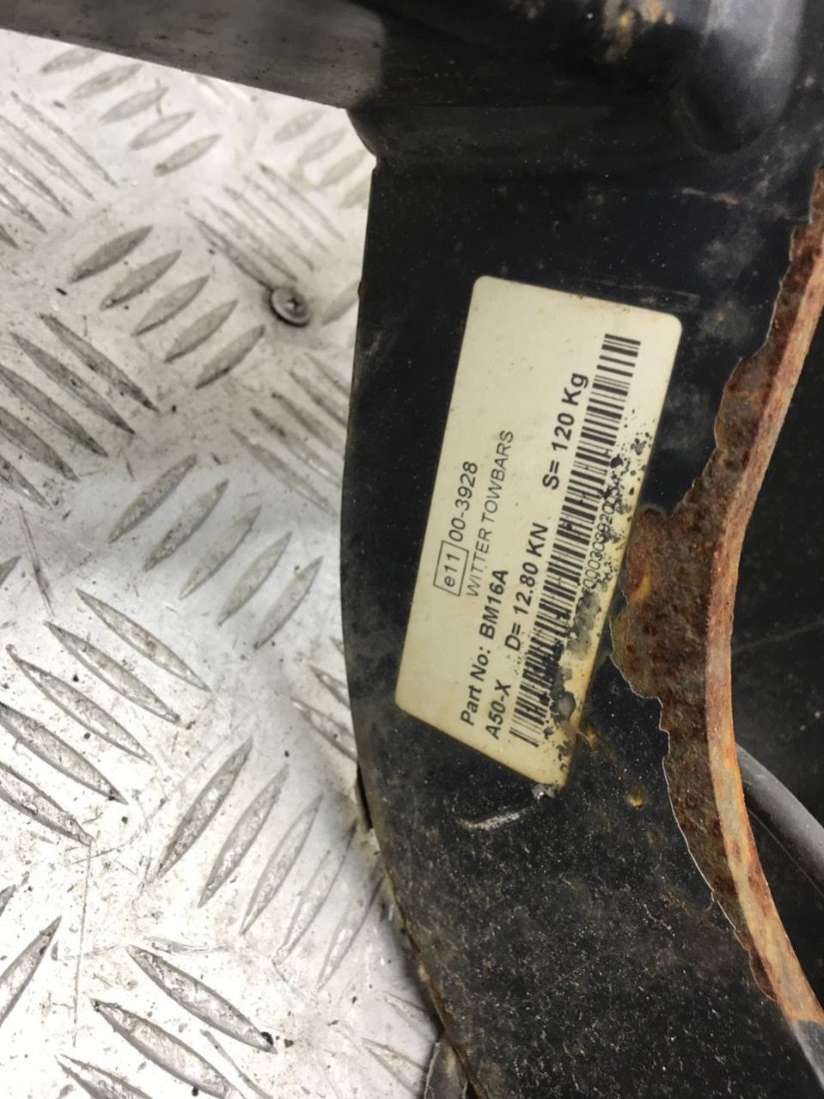 e11 00-3928
WITTER TOWBARS
Part No: BM16A
A50-X D= 12.80 KN S= 120 Kg